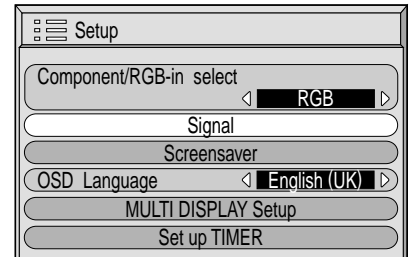 Setup
Component/RGB-in select
RGB
Signal
Screensaver
OSD Language English (UK)
MULTI DISPLAY Setup
Set up TIMER